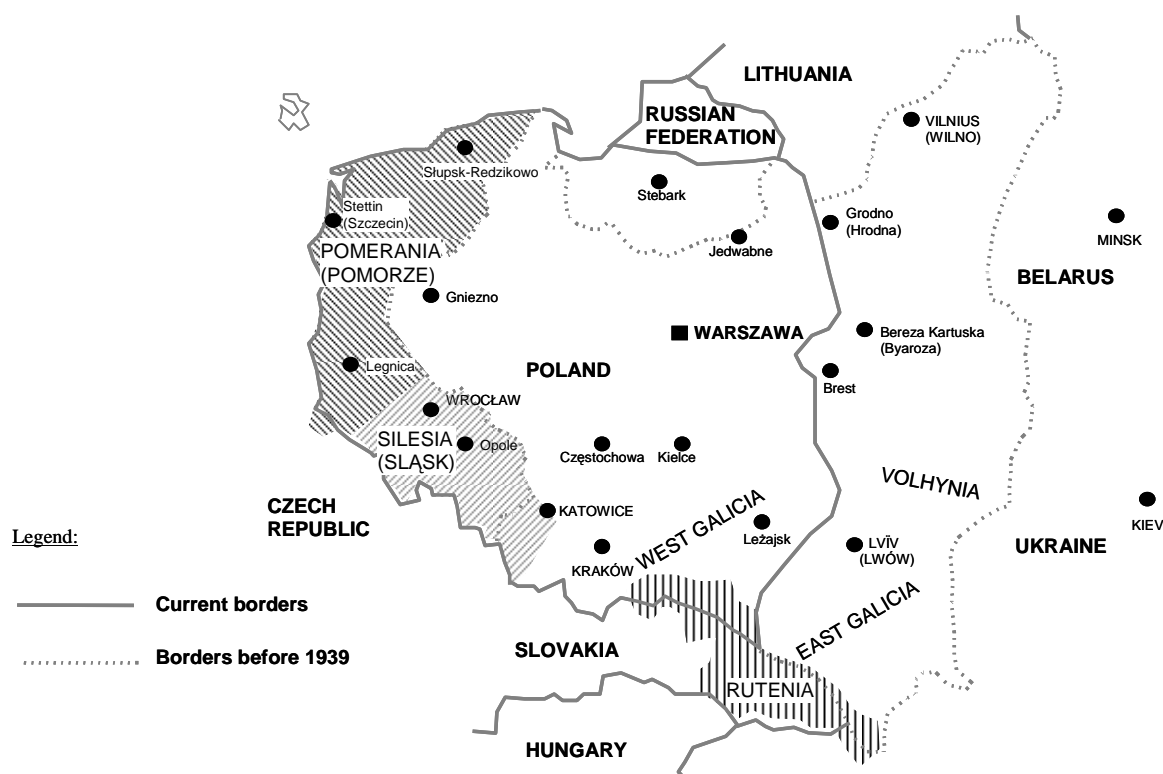 LITHUANIA
RUSSIAN
FEDERATION
VILNIUS
(WILNO)
Słupsk-Redzikowo
Stebark
Stettin
(Szczecin)
Grodno
(Hrodna)
MINSK
Jedwabne
POMERANIA
(POMORZE)
BELARUS
Gniezno
WARSZAWA
Bereza Kartuska
(Byaroza)
Legnica
POLAND
Brest
WROCŁAW
SILESIA
(SLĄSK)
Opole
Częstochowa
Kielce
VOLHYNIA
CZECH
REPUBLIC
KATOWICE
WEST GALICIA
Leżajsk
KIEV
Legend:
KRAKÓW
LVĪV
(LWÓW)
UKRAINE
Current borders
EAST GALICIA
SLOVAKIA
Borders before 1939
RUTENIA
HUNGARY